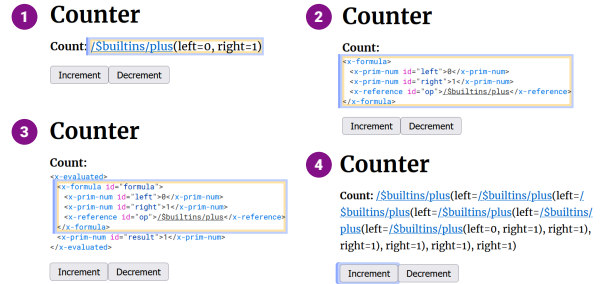 1 Counter
Count: /$builtins/plus(left=0, right=1)
Increment Decrement
2 Counter
Count:
<x-formula>
<x-prim-num id="left">0</x-prim-num>
<x-prim-num id="right">1</x-prim-num>
<x-reference id="op">/$builtins/plus</x-reference>
</x-formula>
Increment Decrement
3 Counter
Count:
<x-evaluated>
<x-formula id="formula">
<x-prim-num id="left">0</x-prim-num>
<x-prim-num id="right">1</x-prim-num>
<x-reference id="op">/$builtins/plus</x-reference>
</x-formula>
<x-prim-num id="result">1</x-prim-num>
</x-evaluated>
Increment Decrement
4 Counter
Count: /$builtins/plus(left=/$builtins/plus(left=/
$builtins/plus(left=/$builtins/plus(left=/$builtins/
plus(left=/$builtins/plus(left=0, right=1), right=1),
right=1), right=1), right=1), right=1)
Increment Decrement